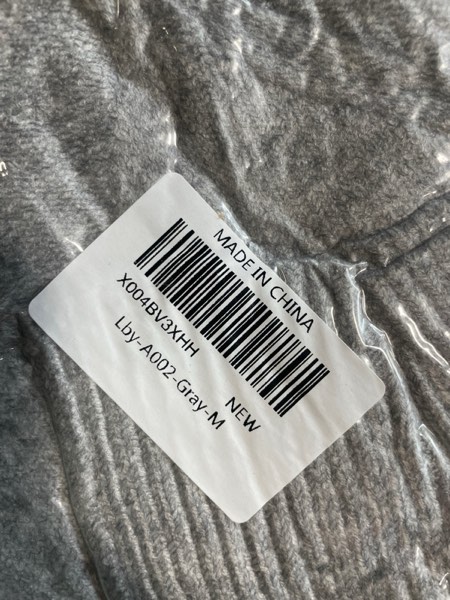 MADE IN CHINA
X004BV3XHH
NEW
Lby-A002-Gray-M